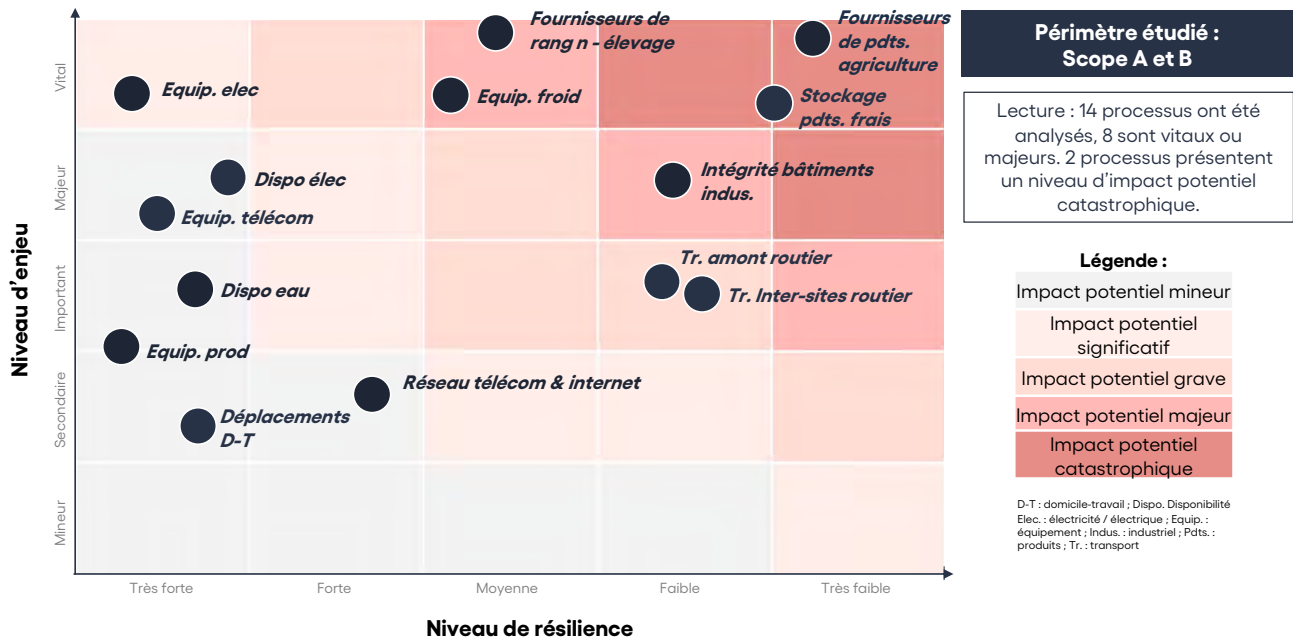 Niveau d'enjeu
Vital
Majeur
Important
Secondaire
Mineur
Fournisseurs de
rang n - élevage
Fournisseurs
de pdts.
agriculture
Equip. elec
Equip. froid
Stockage
pdts. frais
Dispo élec
Intégrité bâtiments
indus.
Equip. télécom
Tr. amont routier
Dispo eau
Tr. Inter-sites routier
Equip. prod
Réseau télécom & internet
Déplacements
D-T
Très forte
Forte
Moyenne
Faible
Très faible
Niveau de résilience
Périmètre étudié :
Scope A et B
Lecture : 14 processus ont été
analysés, 8 sont vitaux ou
majeurs. 2 processus présentent
un niveau d'impact potentiel
catastrophique.
Légende :
Impact potentiel mineur
Impact potentiel
significatif
Impact potentiel grave
Impact potentiel majeur
Impact potentiel
catastrophique
D-T : domicile-travail ; Dispo. Disponibilité
Elec. : électricité / électrique ; Equip. :
équipement ; Indus. : industriel ; Pdts. :
produits ; Tr. : transport